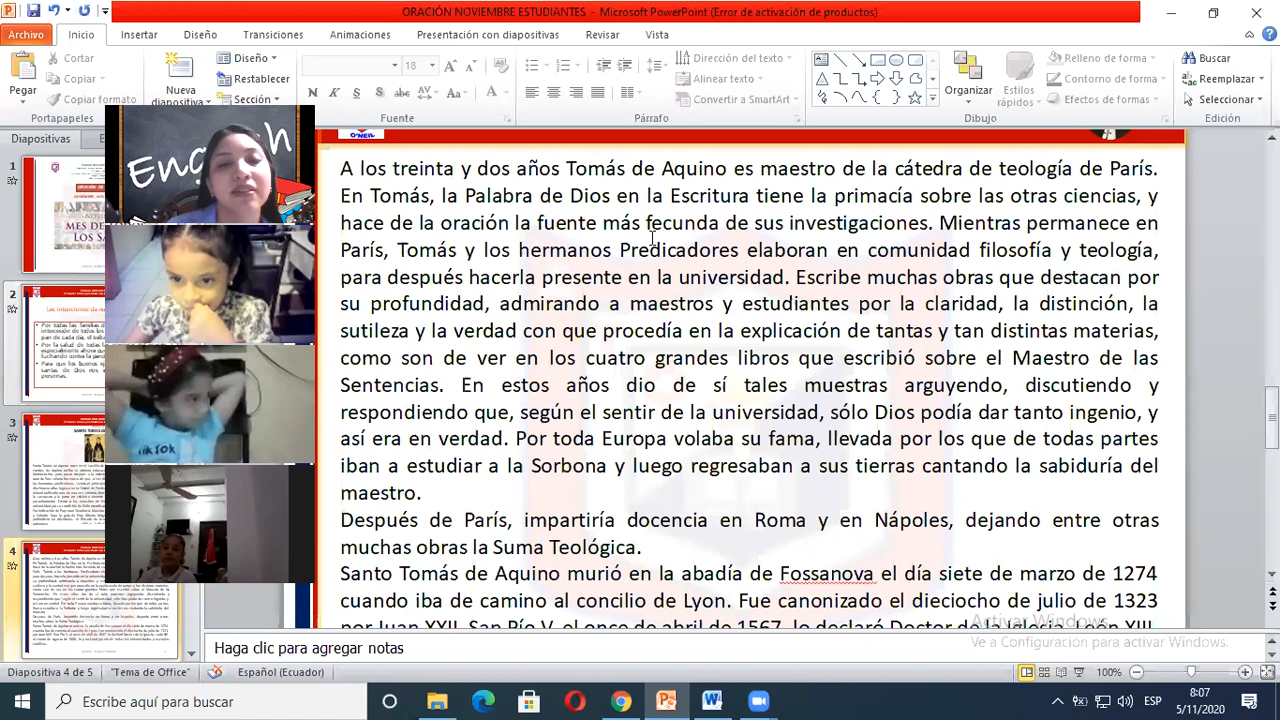 ORACIÓN NOVIEMBRE ESTUDIANTES - Microsoft PowerPoint (Error de activación de productos)
Archivo Inicio Insertar Diseño Transiciones Animaciones Presentación con diapositivas Revisar Vista
Pegar
Cortar
Copiar
Copiar formato
Portapapeles
Nueva diapositiva
Diseño
Restablecer
Sección
18
Fuente
Párrafo
Dirección del texto
Alinear texto
Convertir a SmartArt
Organizar
Estilos rápidos
Relleno de forma
Contorno de forma
Efectos de formas
Dibujo
Buscar
Reemplazar
Seleccionar
Edición
Diapositivas
English
TikTok
O'NEIL
A los treinta y dos años Tomás de Aquino es maestro de la cátedra de teología de París.
En Tomás, la Palabra de Dios en la Escritura tiene la primacía sobre las otras ciencias, y
hace de la oración la fuente más fecunda de sus investigaciones. Mientras permanece en
París, Tomás y los hermanos Predicadores elaboran en comunidad filosofía y teología,
para después hacerla presente en la universidad. Escribe muchas obras que destacan por
su profundidad, admirando a maestros y estudiantes por la claridad, la distinción, la
sutileza y la penetración que procedía en la explicación de tantas y tan distintas materias,
como son de ver en los cuatro grandes libros que escribió sobre el Maestro de las
Sentencias. En estos años dio de sí tales muestras arguyendo, discutiendo y
respondiendo que según el sentir de la universidad, sólo Dios podía dar tanto ingenio, y
así era en verdad. Por toda Europa volaba su fama, llevada por los que de todas partes
iban a estudiar a la Sorbona y luego regresaban a sus tierras cantando la sabiduría del
maestro.
Después de París, impartiría docencia en Roma y en Nápoles, dejando entre otras
muchas obras la Suma Teológica.
Santo Tomás de Aquino murió en la abadía de Fosanova el día siete de marzo de 1274
cuando iba de camino al concilio de Lyon. Fue canonizado el dieciocho de julio de 1323
Activar Windows
Ve a Configuración para activar Windows.
Haga clic para agregar notas
Diapositiva 4 de 5 "Tema de Office" Español (Ecuador) 100%
Escribe aquí para buscar
ESP
8:07
5/11/2020